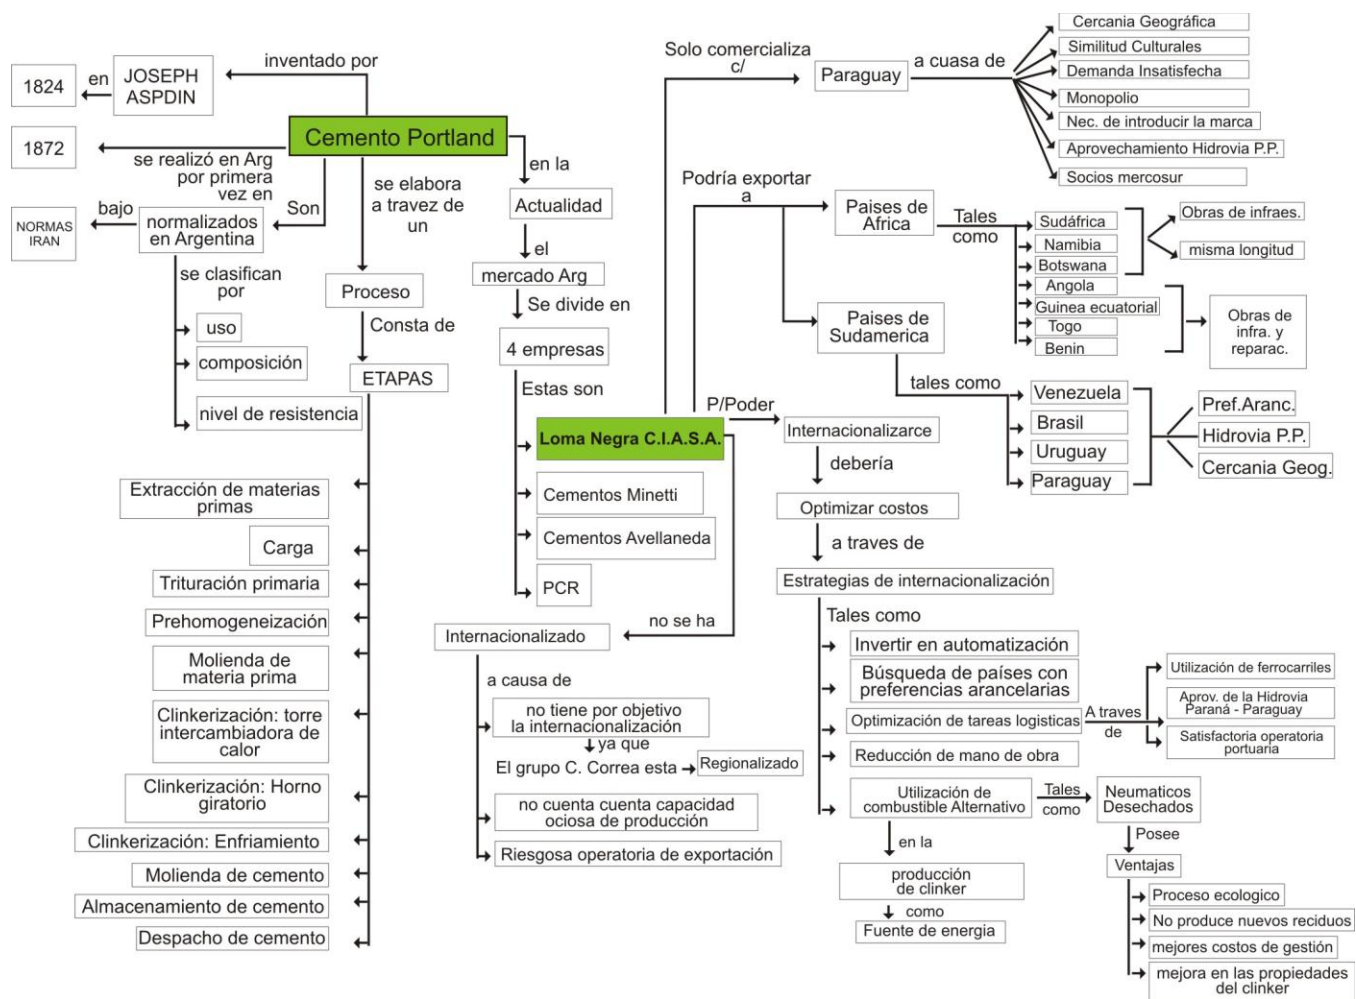 inventado por
1824
en
JOSEPH
ASPDIN
Cemento Portland
1872
se realizó en Arg
por primera
vez en
Son
bajo
NORMAS
IRAN
normalizados
en Argentina
se clasifican
por
uso
composición
nivel de resistencia
se elabora
a travez de
un
Proceso
Consta de
ETAPAS
Extracción de materias
primas
Carga
Trituración primaria
Prehomogeneización
Molienda de
materia prima
Clinkerización: torre
intercambiadora de
calor
Clinkerización: Horno
giratorio
Clinkerización: Enfriamiento
Molienda de cemento
Almacenamiento de cemento
Despacho de cemento
en la
Actualidad
el
mercado Arg
Se divide en
4 empresas
Estas son
Loma Negra C.I.A.S.A.
Cementos Minetti
Cementos Avellaneda
PCR
no se ha
Internacionalizado
a causa de
no tiene por objetivo
la internacionalización
ya que
El grupo C. Correa esta
Regionalizado
no cuenta cuenta capacidad
ociosa de producción
Riesgosa operatoria de exportación
Solo comercializa
c/
Paraguay
a cuasa de
Cercania Geográfica
Similitud Culturales
Demanda Insatisfecha
Monopolio
Nec. de introducir la marca
Aprovechamiento Hidrovia P.P.
Socios mercosur
Podría exportar
a
Paises de
Africa
Tales
como
Sudáfrica
Namibia
Botswana
Angola
Guinea ecuatorial
Togo
Benin
Obras de infraes.
misma longitud
Obras de
infra. y
reparac.
Paises de
Sudamerica
tales como
Venezuela
Brasil
Uruguay
Paraguay
Pref.Aranc.
Hidrovia P.P.
Cercania Geog.
P/Poder
Internacionalizarce
debería
Optimizar costos
a traves de
Estrategias de internacionalización
Tales como
Invertir en automatización
Búsqueda de países con
preferencias arancelarias
Optimización de tareas logisticas
A traves
de
Utilización de ferrocarriles
Aprov. de la Hidrovia
Paraná - Paraguay
Satisfactoria operatoria
portuaria
Reducción de mano de obra
Utilización de
combustible Alternativo
Tales
como
Neumaticos
Desechados
Posee
Ventajas
Proceso ecologico
No produce nuevos reciduos
mejores costos de gestión
mejora en las propiedades
del clinker
en la
producción
de clinker
como
Fuente de energia